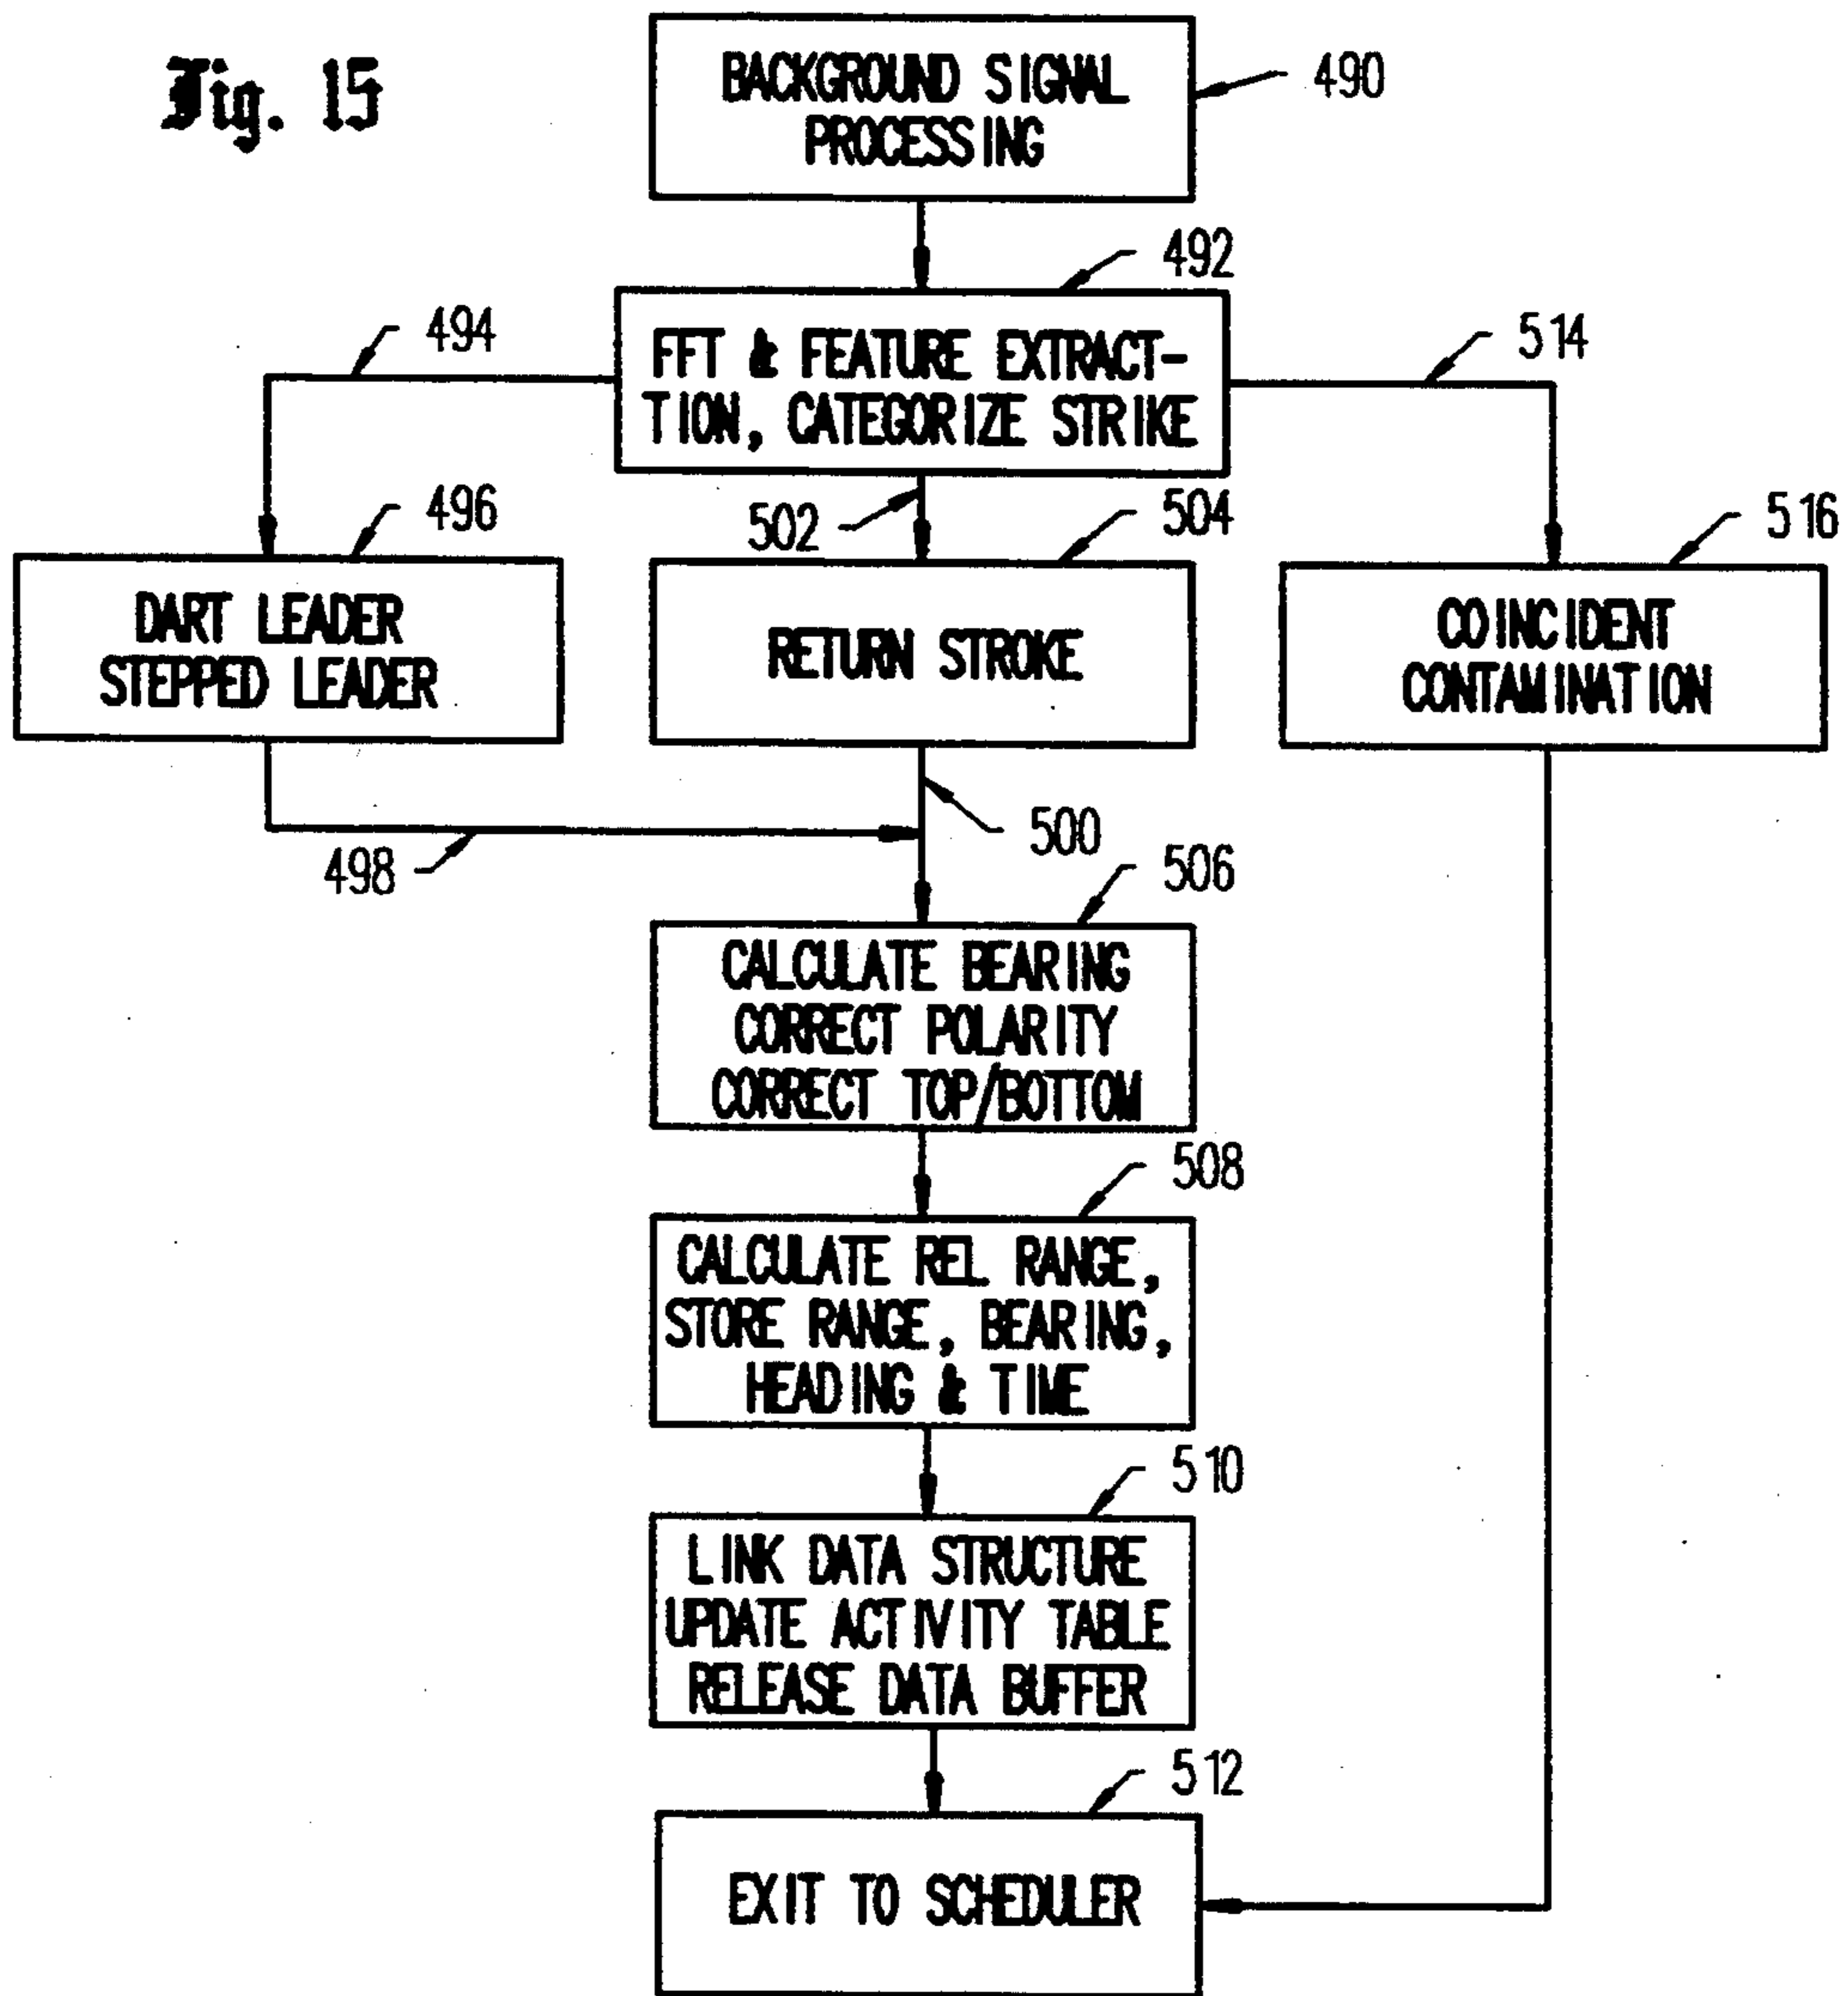 Fig. 15
BACKGROUND SIGNAL
PROCESSING
490
492
FFT & FEATURE EXTRACT-
TION, CATEGORIZE STRIKE
494
514
496
DART LEADER
STEPPED LEADER
502
504
RETURN STROKE
516
COINCIDENT
CONTAMINATION
498
500
506
CALCULATE BEARING
CORRECT POLARITY
CORRECT TOP/BOTTOM
508
CALCULATE REL RANGE,
STORE RANGE, BEARING,
HEADING & TIME
510
LINK DATA STRUCTURE
UPDATE ACTIVITY TABLE
RELEASE DATA BUFFER
512
EXIT TO SCHEDULER